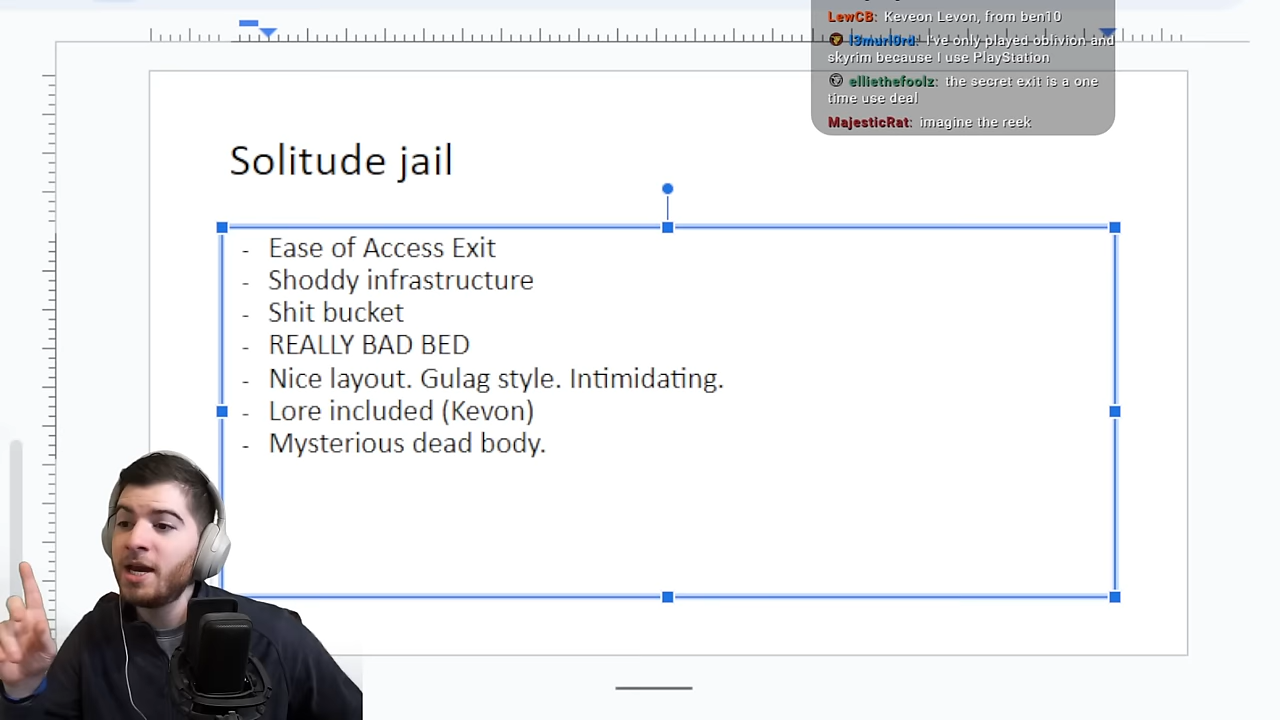 LewCB: Keveon Levon, from ben10
l3murl0rd: I've only played oblivion and
skyrim because I use PlayStation
elliethefoolz: the secret exit is a one
time use deal
MajesticRat: imagine the reek
Solitude jail
- Ease of Access Exit
- Shoddy infrastructure
- Shit bucket
- REALLY BAD BED
- Nice layout. Gulag style. Intimidating.
- Lore included (Kevon)
- Mysterious dead body.